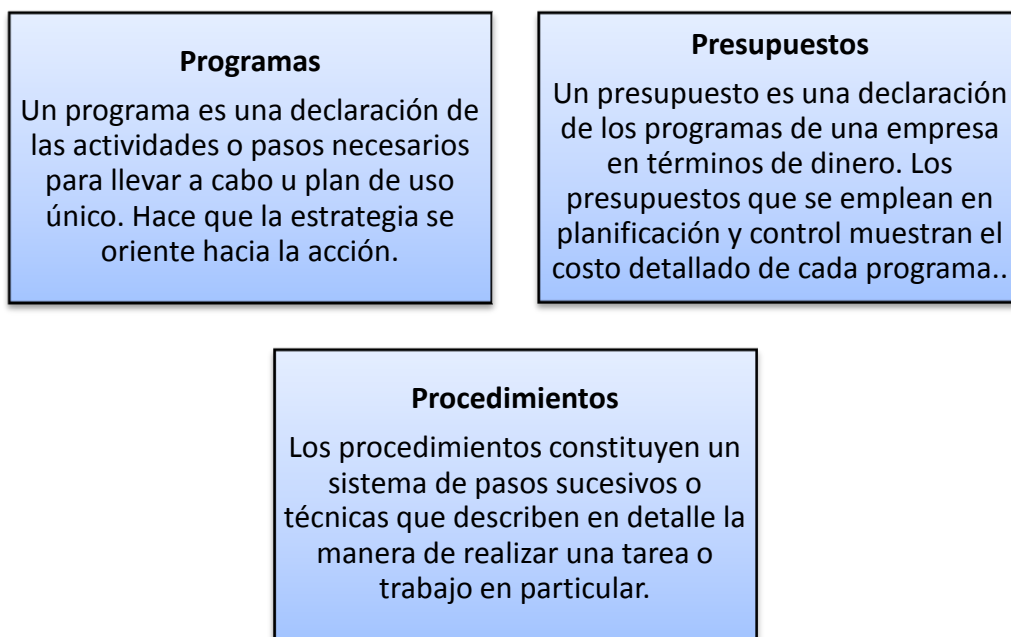 Programas
Un programa es una declaración de
las actividades o pasos necesarios
para llevar a cabo u plan de uso
único. Hace que la estrategia se
oriente hacia la acción.
Presupuestos
Un presupuesto es una declaración
de los programas de una empresa
en términos de dinero. Los
presupuestos que se emplean en
planificación y control muestran el
costo detallado de cada programa..
Procedimientos
Los procedimientos constituyen un
sistema de pasos sucesivos o
técnicas que describen en detalle la
manera de realizar una tarea o
trabajo en particular.